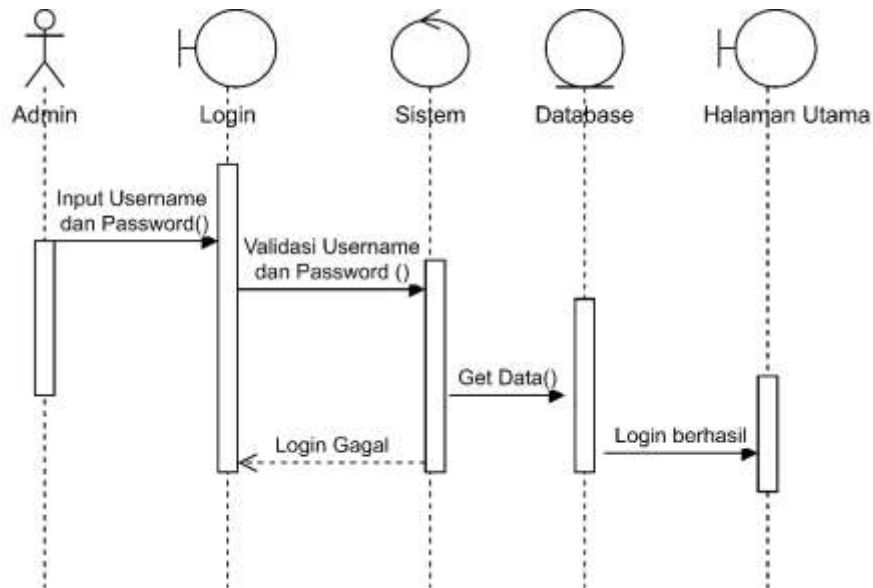 Admin
Login
Sistem
Database
Halaman Utama
Input Username
dan Password()
Validasi Username
dan Password ()
Get Data()
Login Gagal
Login berhasil